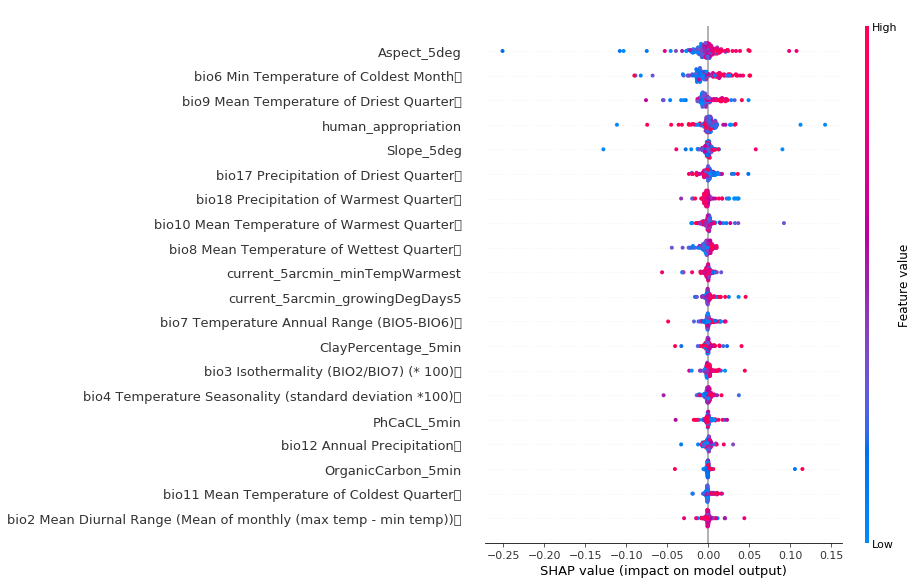 High
Aspect_5deg
bio6 Min Temperature of Coldest Month
bio9 Mean Temperature of Driest Quarter
human_appropriation
Slope_5deg
bio17 Precipitation of Driest Quarter
bio18 Precipitation of Warmest Quarter
bio10 Mean Temperature of Warmest Quarter
bio8 Mean Temperature of Wettest Quarter
current_5arcmin_minTempWarmest
current_5arcmin_growingDegDays5
bio7 Temperature Annual Range (BIO5-BIO6)
ClayPercentage_5min
bio3 Isothermality (BIO2/BIO7) (* 100)
bio4 Temperature Seasonality (standard deviation *100)
PhCaCL_5min
bio12 Annual Precipitation
OrganicCarbon_5min
bio11 Mean Temperature of Coldest Quarter
bio2 Mean Diurnal Range (Mean of monthly (max temp - min temp))
Feature value
Low
−0.25 −0.20 −0.15 −0.10 −0.05 0.00 0.05 0.10 0.15
SHAP value (impact on model output)